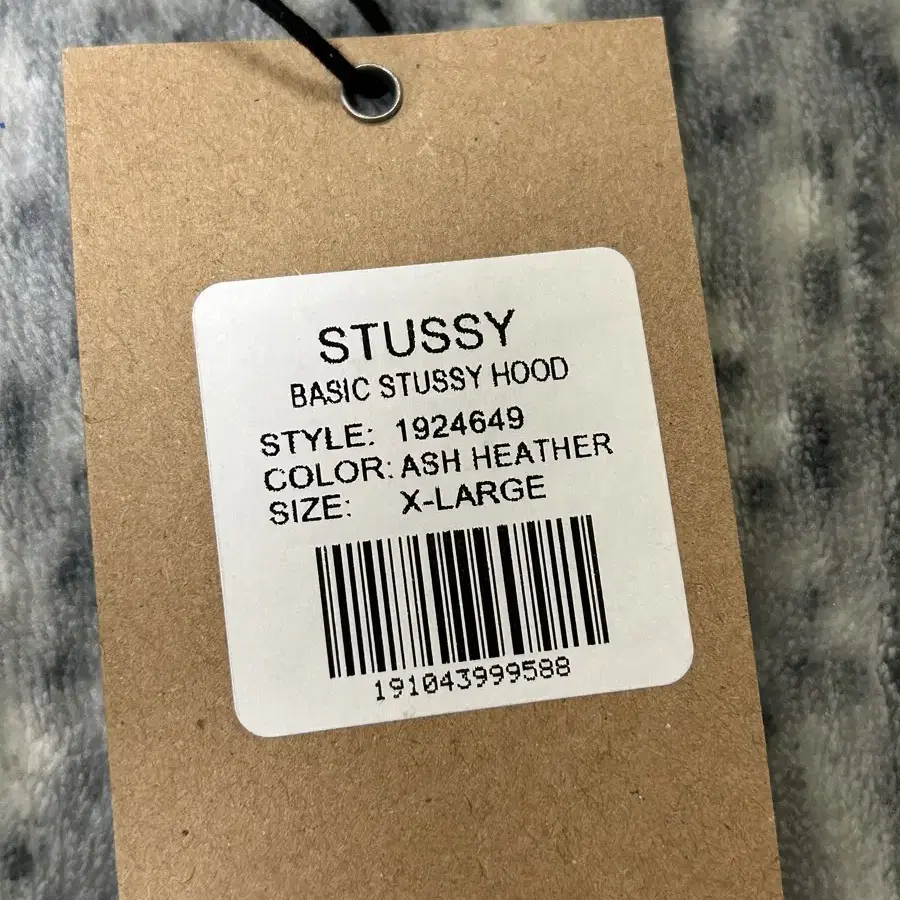 STUSSY
BASIC STUSSY HOOD
STYLE: 1924649
COLOR: ASH HEATHER
SIZE: X-LARGE
191043999588